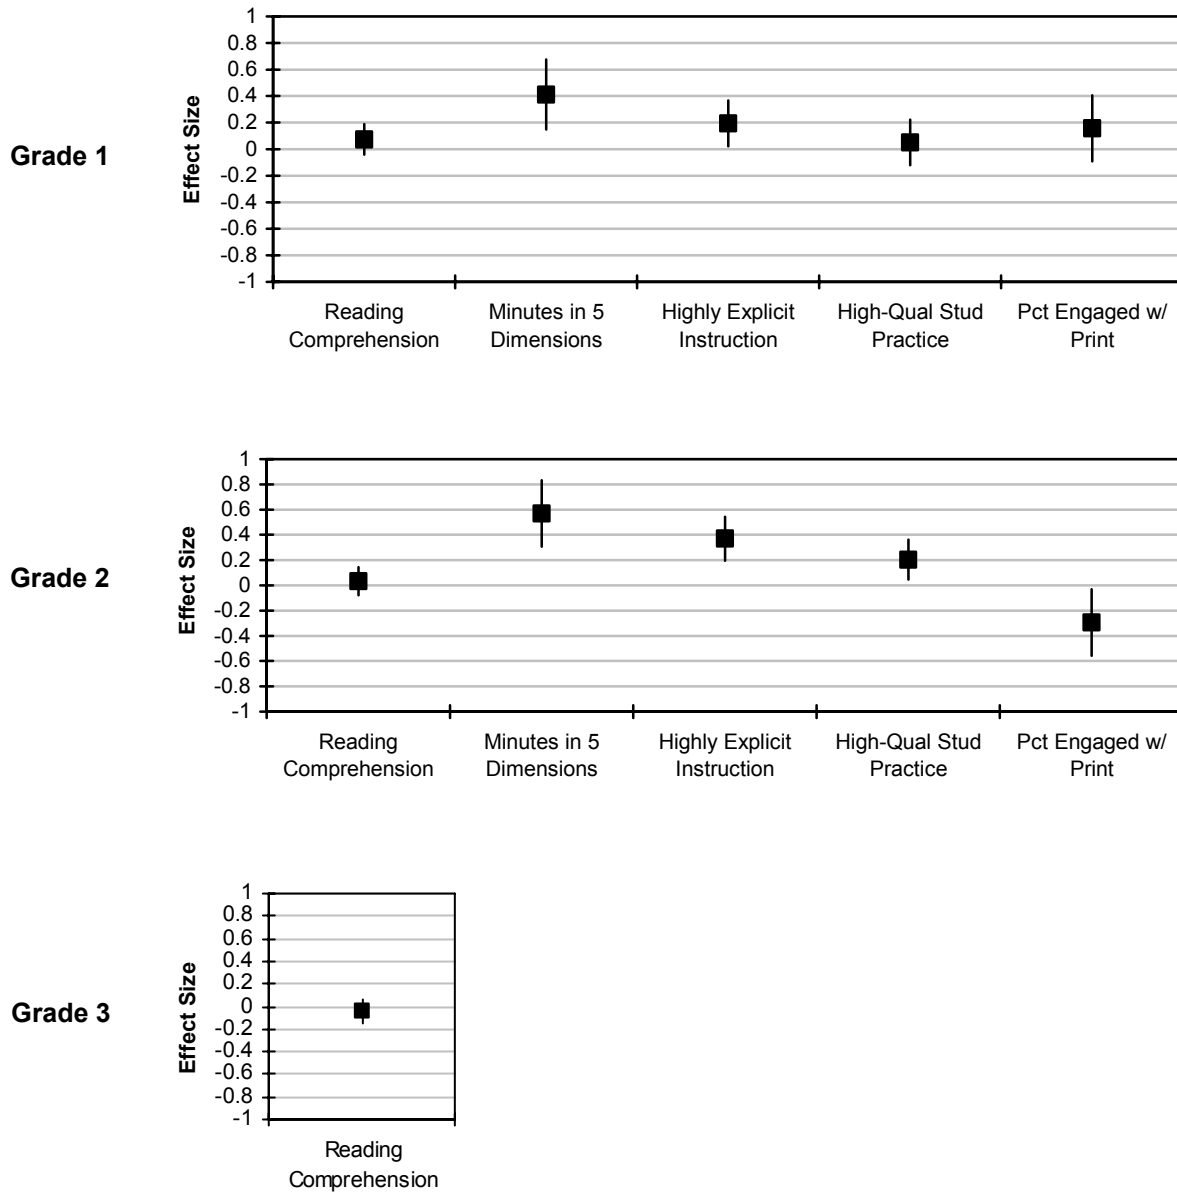 Grade 1
Effect Size
1
0.8
0.6
0.4
0.2
0
-0.2
-0.4
-0.6
-0.8
-1
Reading
Comprehension
Minutes in 5
Dimensions
Highly Explicit
Instruction
High-Qual Stud
Practice
Pct Engaged w/
Print
Grade 2
Effect Size
1
0.8
0.6
0.4
0.2
0
-0.2
-0.4
-0.6
-0.8
-1
Reading
Comprehension
Minutes in 5
Dimensions
Highly Explicit
Instruction
High-Qual Stud
Practice
Pct Engaged w/
Print
Grade 3
Effect Size
1
0.8
0.6
0.4
0.2
0
-0.2
-0.4
-0.6
-0.8
-1
Reading
Comprehension